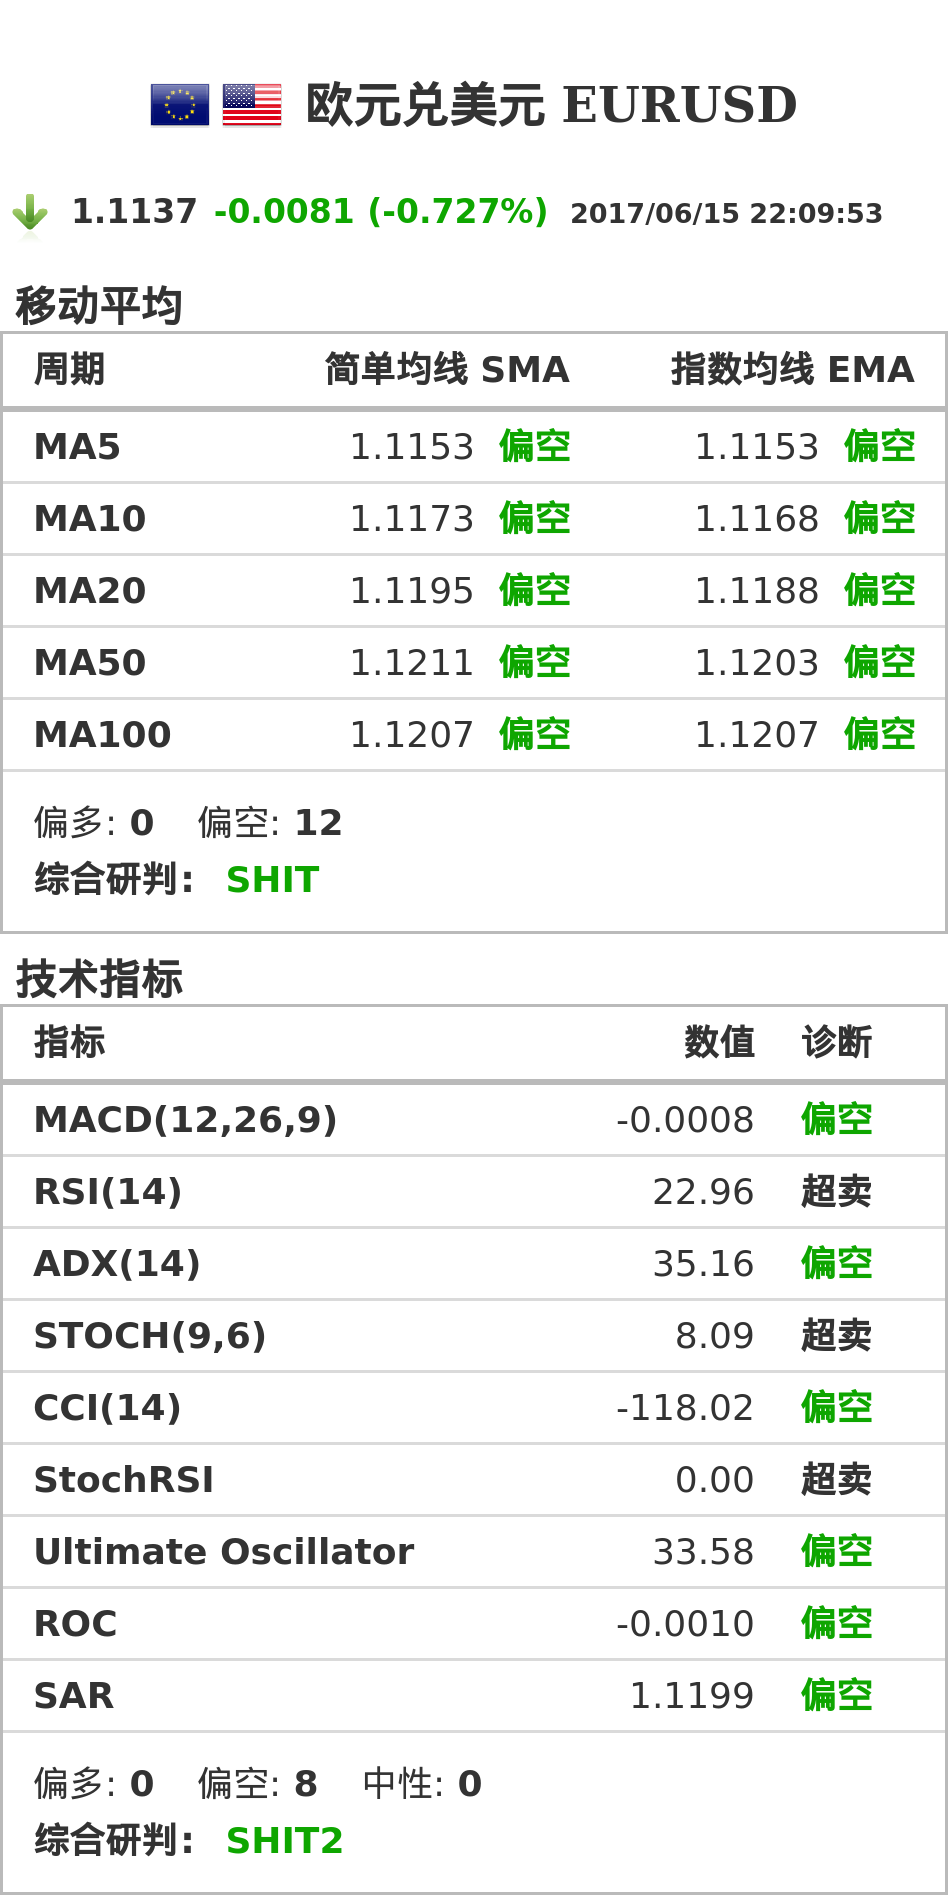 欧元兑美元 EURUSD
1.1137 -0.0081 (-0.727%) 2017/06/15 22:09:53
移动平均
周期 简单均线 SMA 指数均线 EMA
MA5 1.1153 偏空 1.1153 偏空
MA10 1.1173 偏空 1.1168 偏空
MA20 1.1195 偏空 1.1188 偏空
MA50 1.1211 偏空 1.1203 偏空
MA100 1.1207 偏空 1.1207 偏空
偏多: 0 偏空: 12
综合研判: SHIT
技术指标
指标 数值 诊断
MACD(12,26,9) -0.0008 偏空
RSI(14) 22.96 超卖
ADX(14) 35.16 偏空
STOCH(9,6) 8.09 超卖
CCI(14) -118.02 偏空
StochRSI 0.00 超卖
Ultimate Oscillator 33.58 偏空
ROC -0.0010 偏空
SAR 1.1199 偏空
偏多: 0 偏空: 8 中性: 0
综合研判: SHIT2